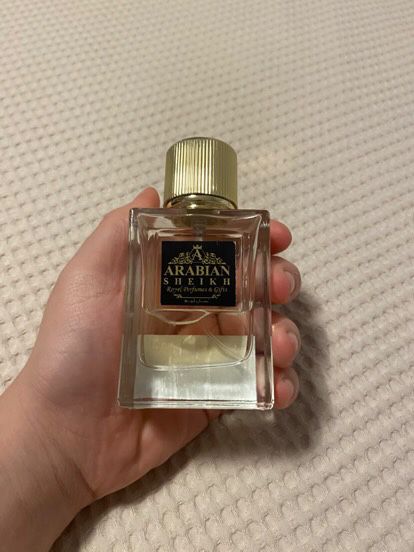 A
ARABIAN
SHEIKH
Royal Perfumes & Gifts